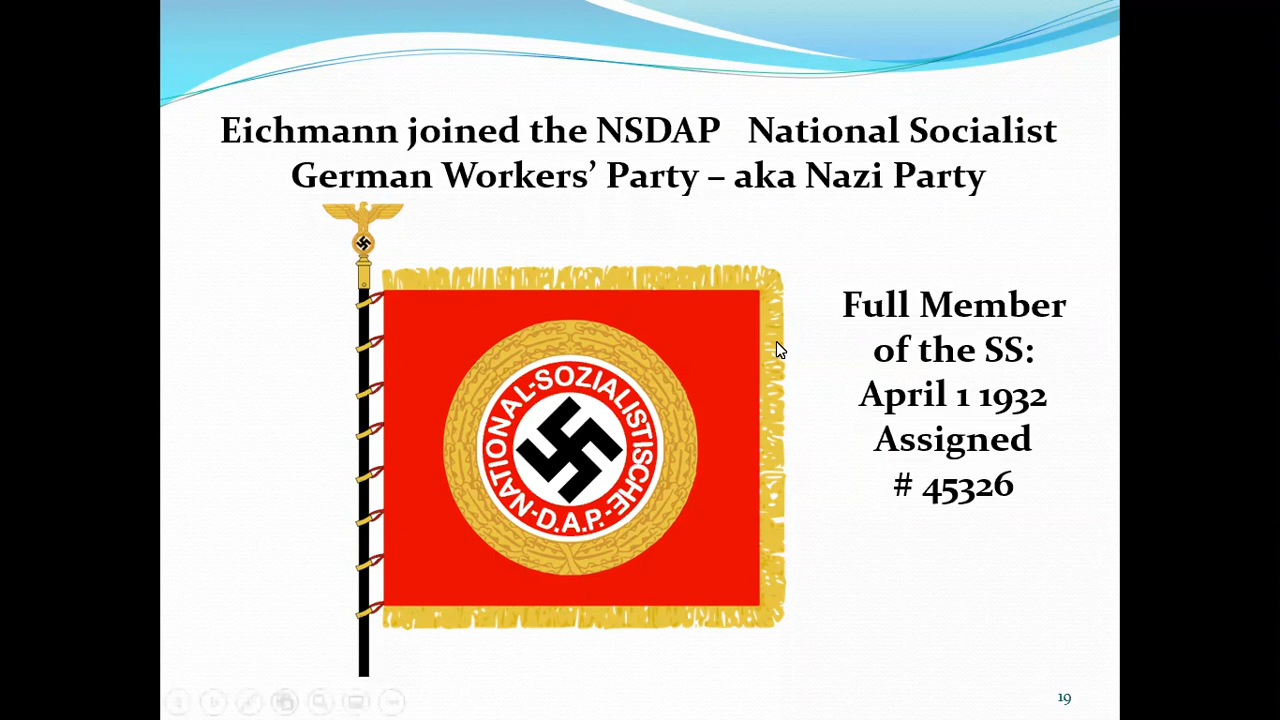 Eichmann joined the NSDAP National Socialist
German Workers’ Party – aka Nazi Party
NATIONAL-SOZIALISTISCHE-D.A.P.-
Full Member
of the SS:
April 1 1932
Assigned
# 45326
19